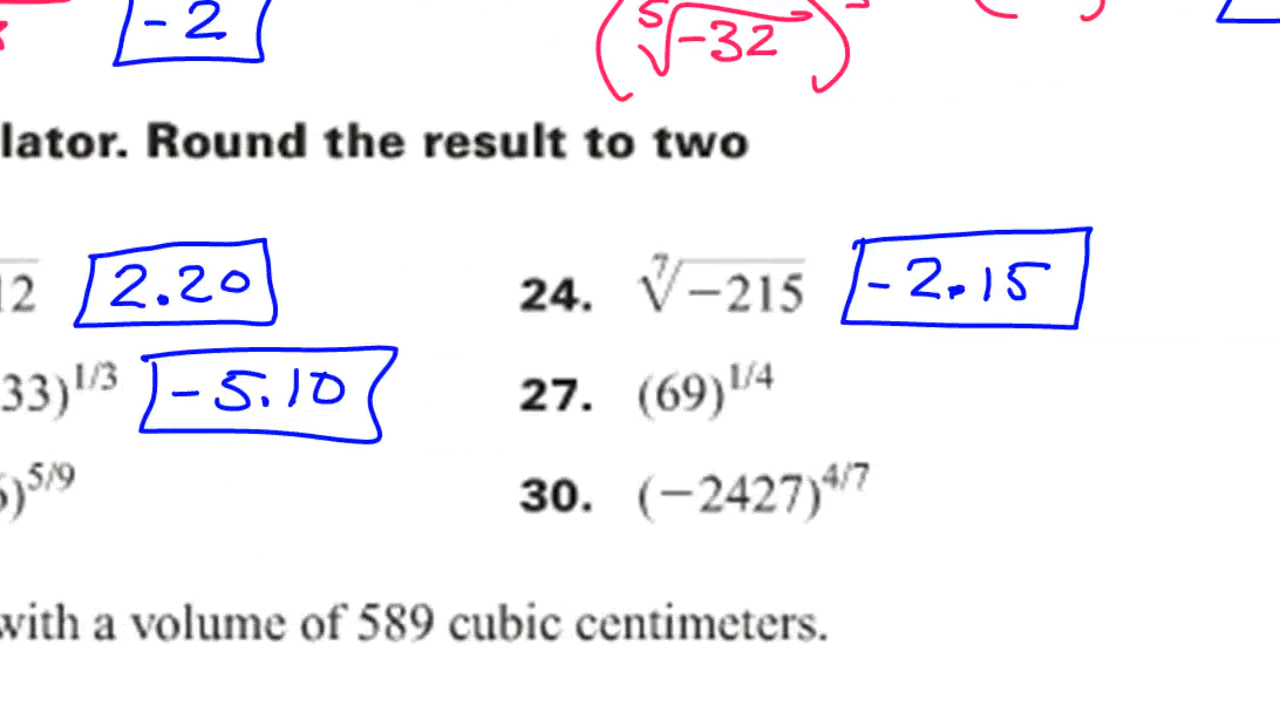 -2 (⁵√-32)
lator. Round the result to two
12 2.20 24. ⁷√−215 -2.15
33)^1/3 -5.10 27. (69)^1/4
)^5/9 30. (−2427)^4/7
with a volume of 589 cubic centimeters.